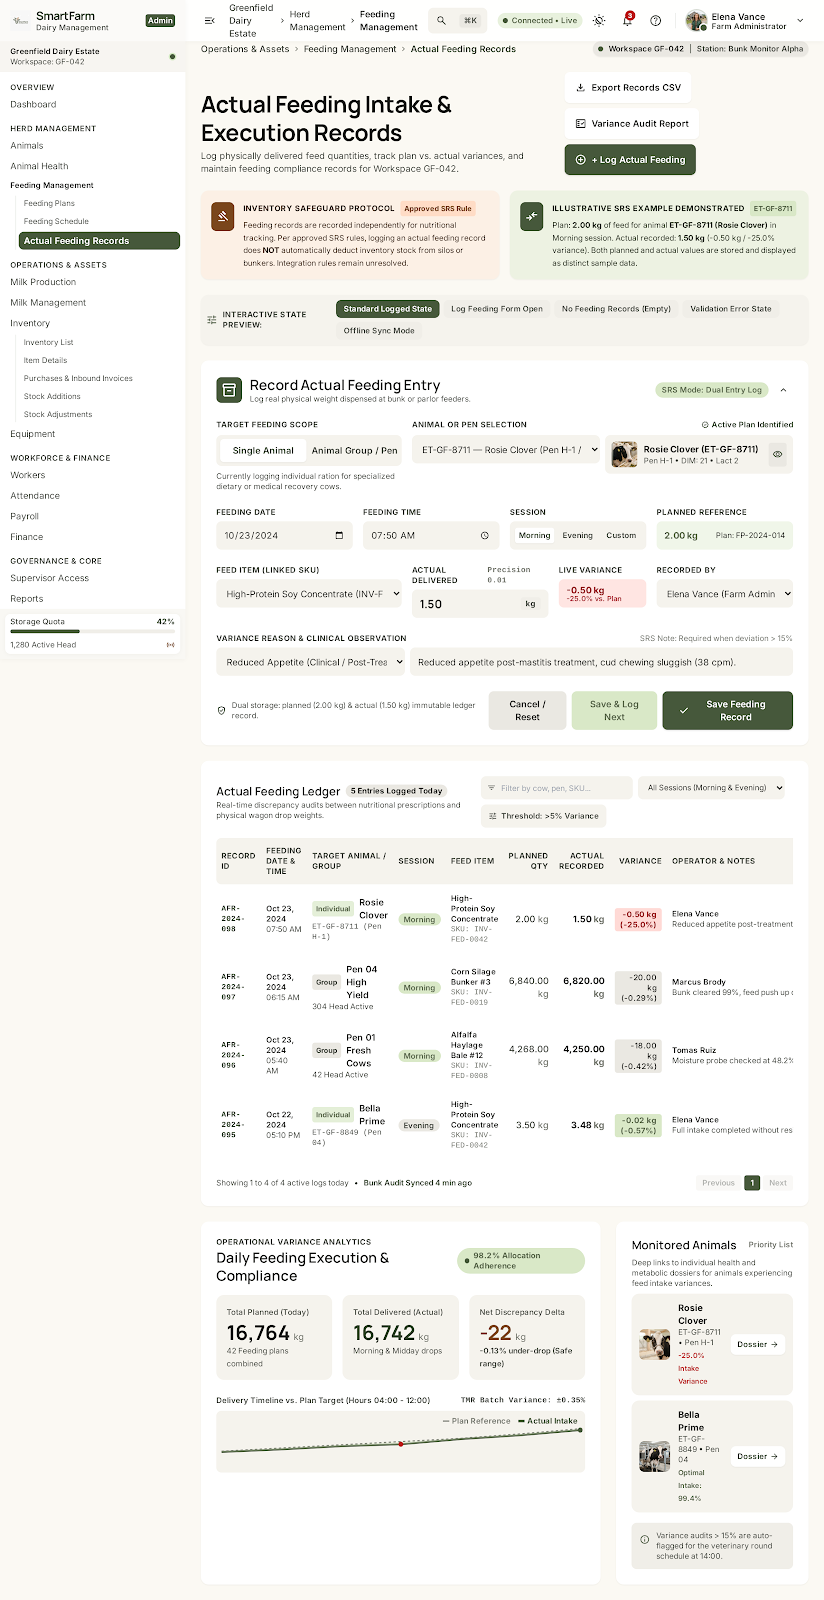 SmartFarm
Dairy Management
Admin
Greenfield Dairy Estate
Workspace: GF-042
OVERVIEW
Dashboard
HERD MANAGEMENT
Animals
Animal Health
Feeding Management
Feeding Plans
Feeding Schedule
Actual Feeding Records
OPERATIONS & ASSETS
Milk Production
Milk Management
Inventory
Inventory List
Item Details
Purchases & Inbound Invoices
Stock Additions
Stock Adjustments
Equipment
WORKFORCE & FINANCE
Workers
Attendance
Payroll
Finance
GOVERNANCE & CORE
Supervisor Access
Reports
Storage Quota 42%
1,280 Active Head
Greenfield Dairy Estate › Herd Management › Feeding Management
⌘K
Connected • Live
3
Elena Vance
Farm Administrator
Operations & Assets › Feeding Management › Actual Feeding Records
Workspace GF-042 | Station: Bunk Monitor Alpha
Actual Feeding Intake &
Execution Records
Log physically delivered feed quantities, track plan vs. actual variances, and
maintain feeding compliance records for Workspace GF-042.
Export Records CSV
Variance Audit Report
+ Log Actual Feeding
INVENTORY SAFEGUARD PROTOCOL Approved SRS Rule
Feeding records are recorded independently for nutritional
tracking. Per approved SRS rules, logging an actual feeding record
does NOT automatically deduct inventory stock from silos or
bunkers. Integration rules remain unresolved.
ILLUSTRATIVE SRS EXAMPLE DEMONSTRATED ET-GF-8711
Plan: 2.00 kg of feed for animal ET-GF-8711 (Rosie Clover) in
Morning session. Actual recorded: 1.50 kg (-0.50 kg / -25.0%
variance). Both planned and actual values are stored and displayed
as distinct sample data.
INTERACTIVE STATE
PREVIEW:
Standard Logged State Log Feeding Form Open No Feeding Records (Empty) Validation Error State
Offline Sync Mode
Record Actual Feeding Entry
Log real physical weight dispensed at bunk or parlor feeders.
SRS Mode: Dual Entry Log
TARGET FEEDING SCOPE
Single Animal Animal Group / Pen
Currently logging individual ration for specialized
dietary or medical recovery cows.
ANIMAL OR PEN SELECTION
Active Plan Identified
ET-GF-8711 — Rosie Clover (Pen H-1 /
Rosie Clover (ET-GF-8711)
Pen H-1 • DIM: 21 • Lact 2
FEEDING DATE
10/23/2024
FEEDING TIME
07:50 AM
SESSION
Morning Evening Custom
PLANNED REFERENCE
2.00 kg Plan: FP-2024-014
FEED ITEM (LINKED SKU)
High-Protein Soy Concentrate (INV-F
ACTUAL
DELIVERED
Precision
0.01
1.50 kg
LIVE VARIANCE
-0.50 kg
-25.0% vs. Plan
RECORDED BY
Elena Vance (Farm Admin
VARIANCE REASON & CLINICAL OBSERVATION
SRS Note: Required when deviation > 15%
Reduced Appetite (Clinical / Post-Trea
Reduced appetite post-mastitis treatment, cud chewing sluggish (38 cpm).
Dual storage: planned (2.00 kg) & actual (1.50 kg) immutable ledger
record.
Cancel /
Reset
Save & Log
Next
Save Feeding
Record
Actual Feeding Ledger 5 Entries Logged Today
Real-time discrepancy audits between nutritional prescriptions and
physical wagon drop weights.
Filter by cow, pen, SKU...
All Sessions (Morning & Evening)
Threshold: >5% Variance
RECORD ID FEEDING DATE & TIME TARGET ANIMAL / GROUP SESSION FEED ITEM PLANNED QTY ACTUAL RECORDED VARIANCE OPERATOR & NOTES
AFR-2024-098 Oct 23, 2024 07:50 AM Individual Rosie Clover ET-GF-8711 (Pen H-1) Morning High-Protein Soy Concentrate SKU: INV-FED-0042 2.00 kg 1.50 kg -0.50 kg (-25.0%) Elena Vance Reduced appetite post-treatment
AFR-2024-097 Oct 23, 2024 06:15 AM Group Pen 04 High Yield 304 Head Active Morning Corn Silage Bunker #3 SKU: INV-FED-0019 6,840.00 kg 6,820.00 kg -20.00 kg (-0.29%) Marcus Brody Bunk cleared 99%, feed push up c
AFR-2024-096 Oct 23, 2024 05:40 AM Group Pen 01 Fresh Cows 42 Head Active Morning Alfalfa Haylage Bale #12 SKU: INV-FED-0008 4,268.00 kg 4,250.00 kg -18.00 kg (-0.42%) Tomas Ruiz Moisture probe checked at 48.2%
AFR-2024-095 Oct 22, 2024 05:10 PM Individual Bella Prime ET-GF-8849 (Pen 04) Evening High-Protein Soy Concentrate SKU: INV-FED-0042 3.50 kg 3.48 kg -0.02 kg (-0.57%) Elena Vance Full intake completed without res
Showing 1 to 4 of 4 active logs today • Bunk Audit Synced 4 min ago
Previous 1 Next
OPERATIONAL VARIANCE ANALYTICS
Daily Feeding Execution &
Compliance
98.2% Allocation
Adherence
Total Planned (Today)
16,764 kg
42 Feeding plans
combined
Total Delivered (Actual)
16,742 kg
Morning & Midday drops
Net Discrepancy Delta
-22 kg
-0.13% under-drop (Safe
range)
Delivery Timeline vs. Plan Target (Hours 04:00 - 12:00)
TMR Batch Variance: ±0.35%
Plan Reference Actual Intake
Monitored Animals Priority List
Deep links to individual health and
metabolic dossiers for animals experiencing
feed intake variances.
Rosie
Clover
ET-GF-8711
• Pen H-1
-25.0%
Intake
Variance
Dossier →
Bella
Prime
ET-GF-
8849 • Pen
04
Optimal
Intake:
99.4%
Dossier →
Variance audits > 15% are auto-
flagged for the veterinary round
schedule at 14:00.